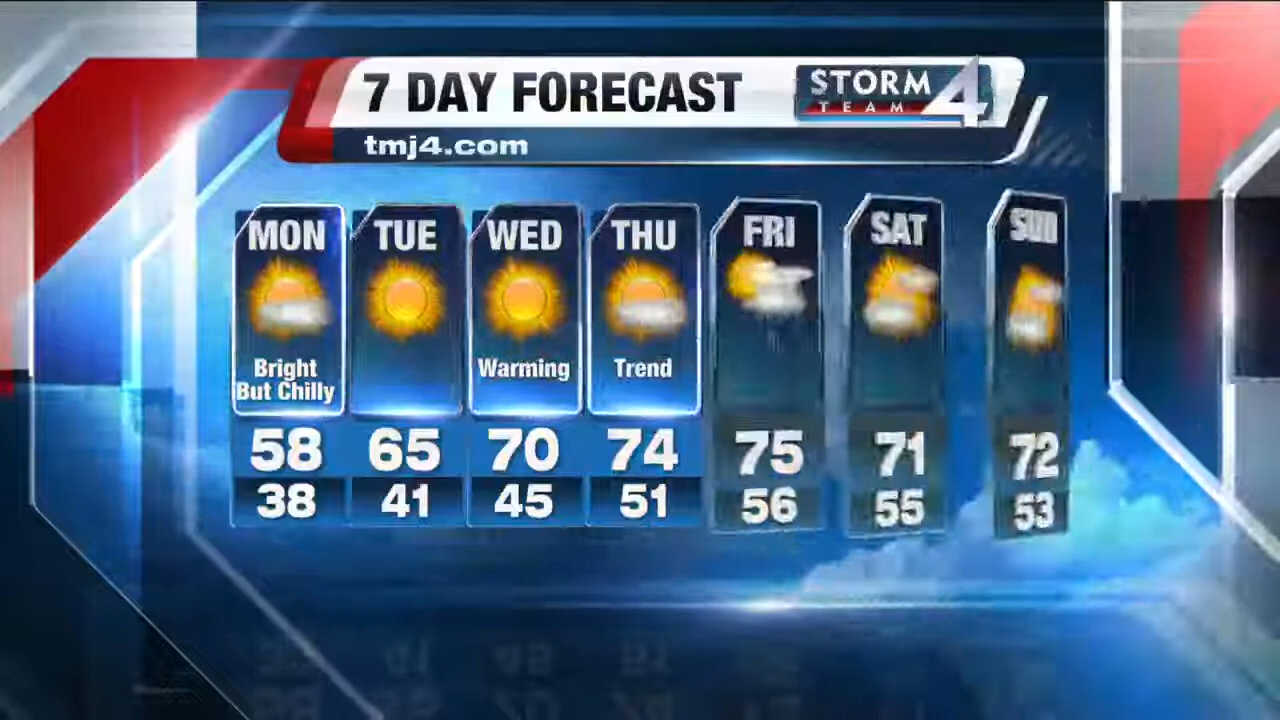 7 DAY FORECAST
STORM 4
TEAM
tmj4.com
MON TUE WED THU FRI SAT SUN
Bright
But Chilly
Warming Trend
58 65 70 74 75 71 72
38 41 45 51 56 55 53